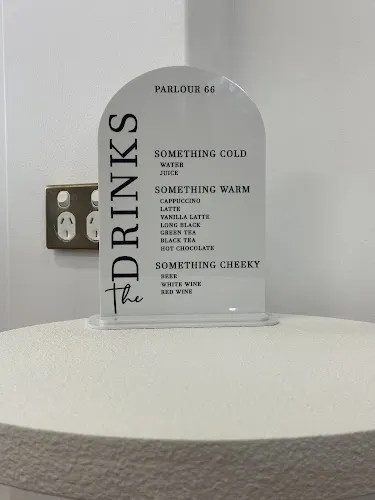 PARLOUR 66
The DRINKS
SOMETHING COLD
WATER
JUICE
SOMETHING WARM
CAPPUCCINO
LATTE
VANILLA LATTE
LONG BLACK
GREEN TEA
BLACK TEA
HOT CHOCOLATE
SOMETHING CHEEKY
BEER
WHITE WINE
RED WINE